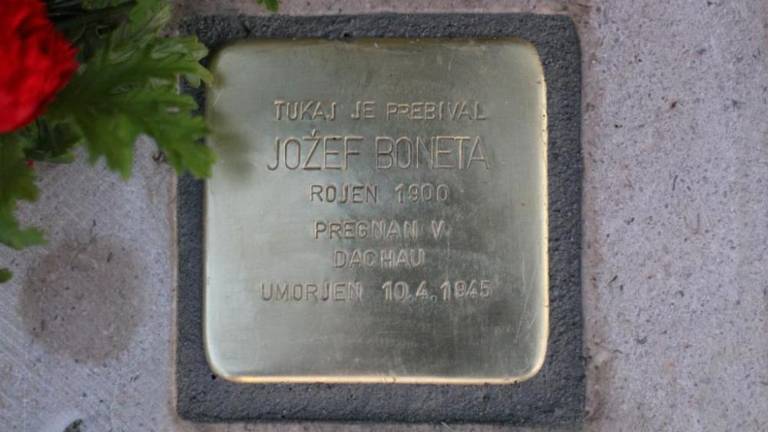 TUKAJ JE PREBIVAL
JOŽEF BONETA
ROJEN 1900
PREGNAN V
DACHAU
UMORJEN 10.4.1945